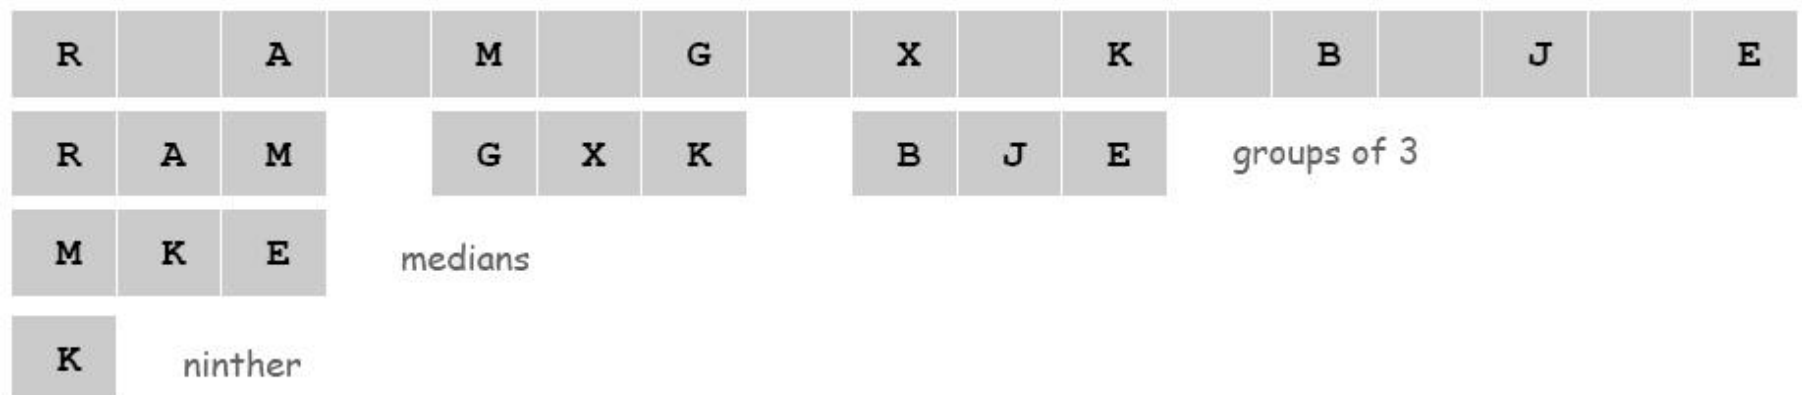 R A M G X K B J E
R A M G X K B J E groups of 3
M K E medians
K ninther